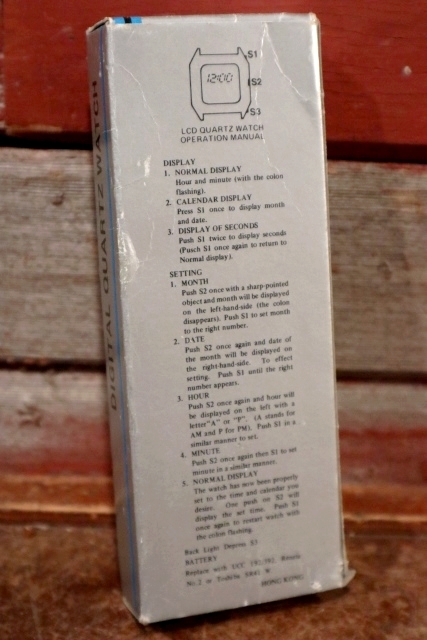 DIGITAL QUARTZ WATCH
S1
12:00
S2
S3
LCD QUARTZ WATCH
OPERATION MANUAL
DISPLAY
1. NORMAL DISPLAY
Hour and minute (with the colon
flashing).
2. CALENDAR DISPLAY
Press S1 once to display month
and date.
3. DISPLAY OF SECONDS
Push S1 twice to display seconds
(Pusch S1 once again to return to
Normal display).
SETTING
1. MONTH
Push S2 once with a sharp-pointed
object and month will be displayed
on the left-hand-side (the colon
disappears). Push S1 to set month
to the right number.
2. DATE
Push S2 once again and date of
the month will be displayed on
the right-hand-side. To effect
setting. Push S1 until the right
number appears.
3. HOUR
Push S2 once again and hour will
be displayed on the left with a
letter "A" or "P". (A stands for
AM and P for PM). Push S1 in a
similar manner to set.
4. MINUTE
Push S2 once again then S1 to set
minute in a similar manner.
5. NORMAL DISPLAY
The watch has now been properly
set to the time and calendar you
desire. One push on S2 will
display the set time. Push S1
once again to restart watch with
the colon flashing.
Back Light Depress S3
BATTERY
Replace with UCC
No.2 or Toshiba
HONG KONG